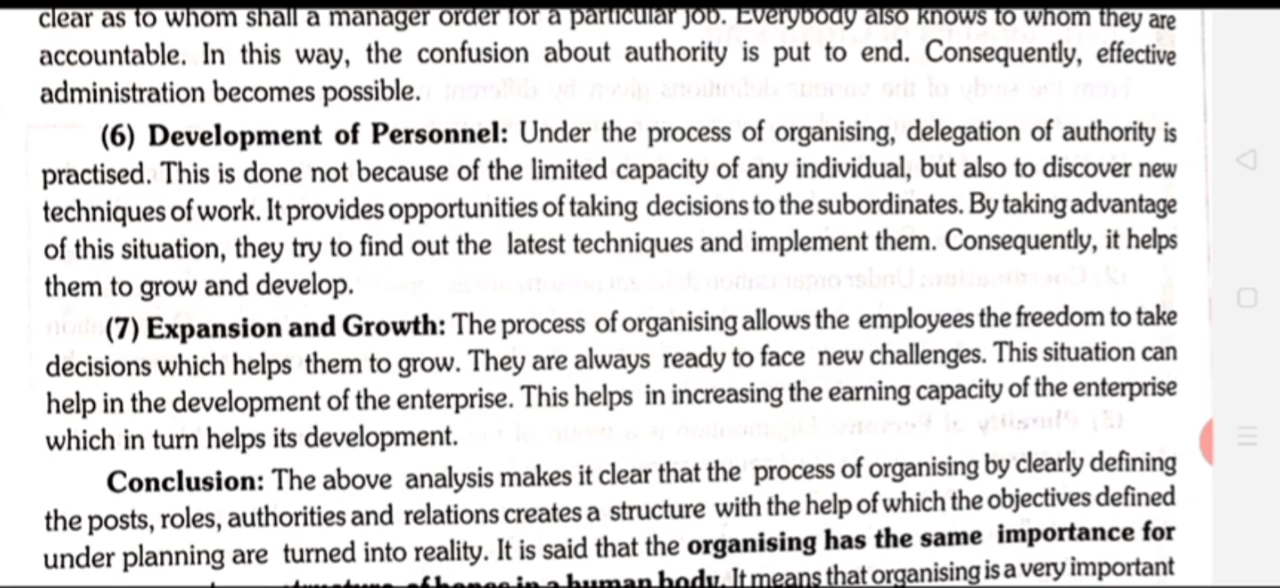 clear as to whom shall a manager order for a particular job. Everybody also knows to whom they are
accountable. In this way, the confusion about authority is put to end. Consequently, effective
administration becomes possible.
(6) Development of Personnel: Under the process of organising, delegation of authority is
practised. This is done not because of the limited capacity of any individual, but also to discover new
techniques of work. It provides opportunities of taking decisions to the subordinates. By taking advantage
of this situation, they try to find out the latest techniques and implement them. Consequently, it helps
them to grow and develop.
(7) Expansion and Growth: The process of organising allows the employees the freedom to take
decisions which helps them to grow. They are always ready to face new challenges. This situation can
help in the development of the enterprise. This helps in increasing the earning capacity of the enterprise
which in turn helps its development.
Conclusion: The above analysis makes it clear that the process of organising by clearly defining
the posts, roles, authorities and relations creates a structure with the help of which the objectives defined
under planning are turned into reality. It is said that the organising has the same importance for
structure of bones in a human body. It means that organising is a very important